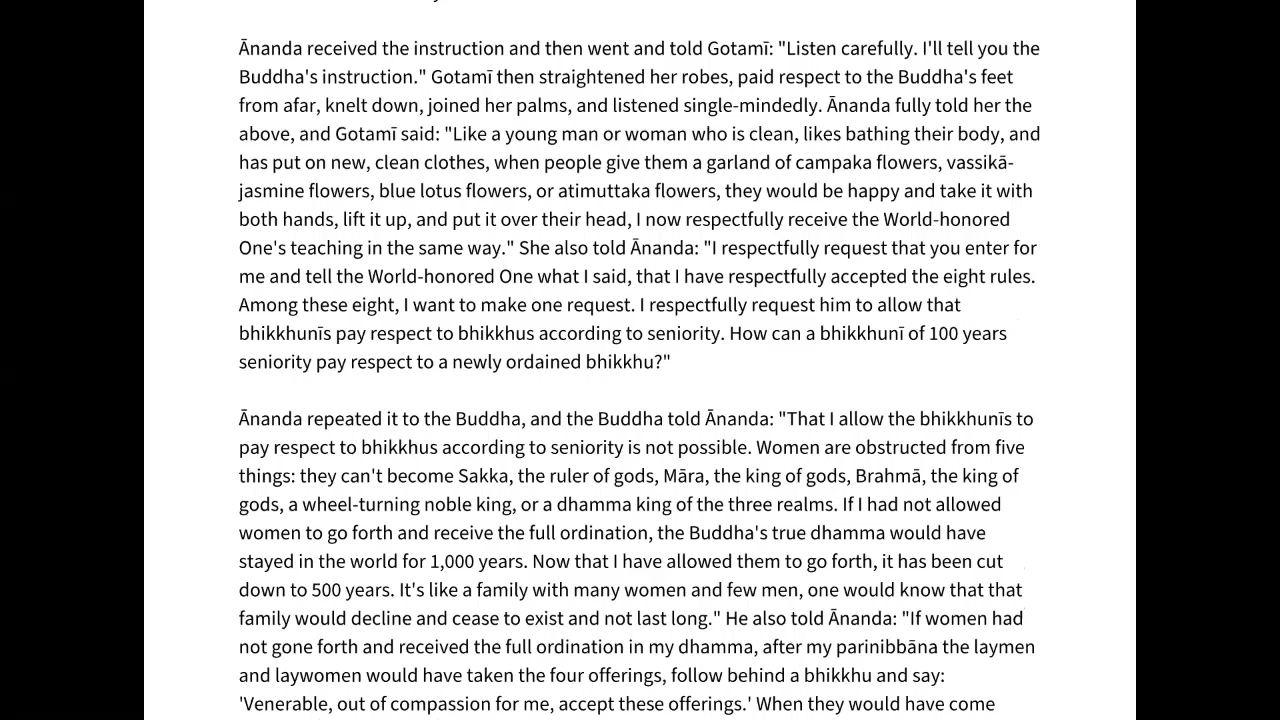 Ānanda received the instruction and then went and told Gotamī: "Listen carefully. I'll tell you the
Buddha's instruction." Gotamī then straightened her robes, paid respect to the Buddha's feet
from afar, knelt down, joined her palms, and listened single-mindedly. Ānanda fully told her the
above, and Gotamī said: "Like a young man or woman who is clean, likes bathing their body, and
has put on new, clean clothes, when people give them a garland of campaka flowers, vassikā-
jasmine flowers, blue lotus flowers, or atimuttaka flowers, they would be happy and take it with
both hands, lift it up, and put it over their head, I now respectfully receive the World-honored
One's teaching in the same way." She also told Ānanda: "I respectfully request that you enter for
me and tell the World-honored One what I said, that I have respectfully accepted the eight rules.
Among these eight, I want to make one request. I respectfully request him to allow that
bhikkhunīs pay respect to bhikkhus according to seniority. How can a bhikkhunī of 100 years
seniority pay respect to a newly ordained bhikkhu?"
Ānanda repeated it to the Buddha, and the Buddha told Ānanda: "That I allow the bhikkhunīs to
pay respect to bhikkhus according to seniority is not possible. Women are obstructed from five
things: they can't become Sakka, the ruler of gods, Māra, the king of gods, Brahmā, the king of
gods, a wheel-turning noble king, or a dhamma king of the three realms. If I had not allowed
women to go forth and receive the full ordination, the Buddha's true dhamma would have
stayed in the world for 1,000 years. Now that I have allowed them to go forth, it has been cut
down to 500 years. It's like a family with many women and few men, one would know that that
family would decline and cease to exist and not last long." He also told Ānanda: "If women had
not gone forth and received the full ordination in my dhamma, after my parinibbāna the laymen
and laywomen would have taken the four offerings, follow behind a bhikkhu and say:
'Venerable, out of compassion for me, accept these offerings.' When they would have come